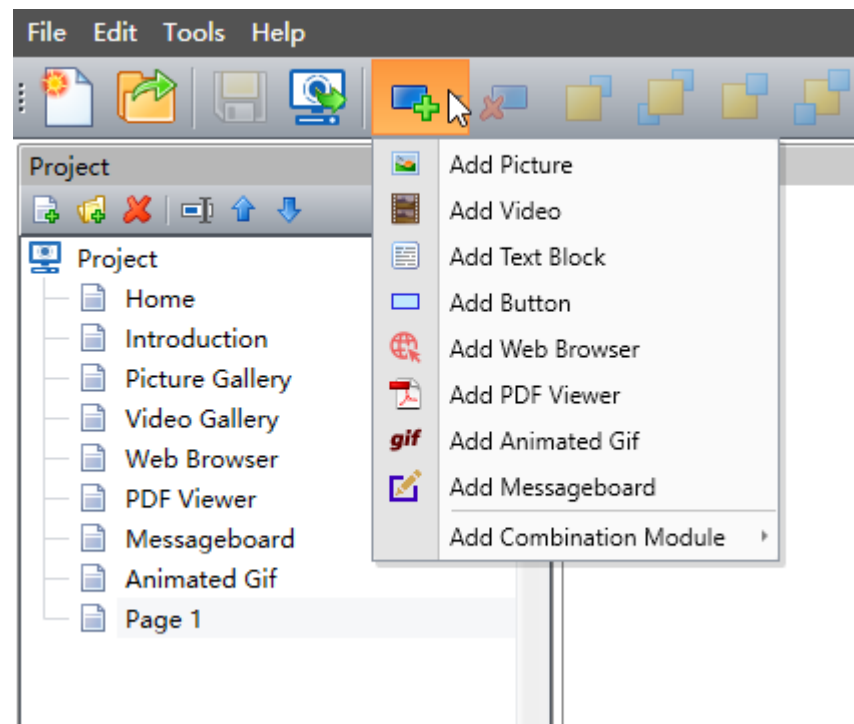 File Edit Tools Help
Project
Project
Home
Introduction
Picture Gallery
Video Gallery
Web Browser
PDF Viewer
Messageboard
Animated Gif
Page 1
Add Picture
Add Video
Add Text Block
Add Button
Add Web Browser
Add PDF Viewer
gif Add Animated Gif
Add Messageboard
Add Combination Module